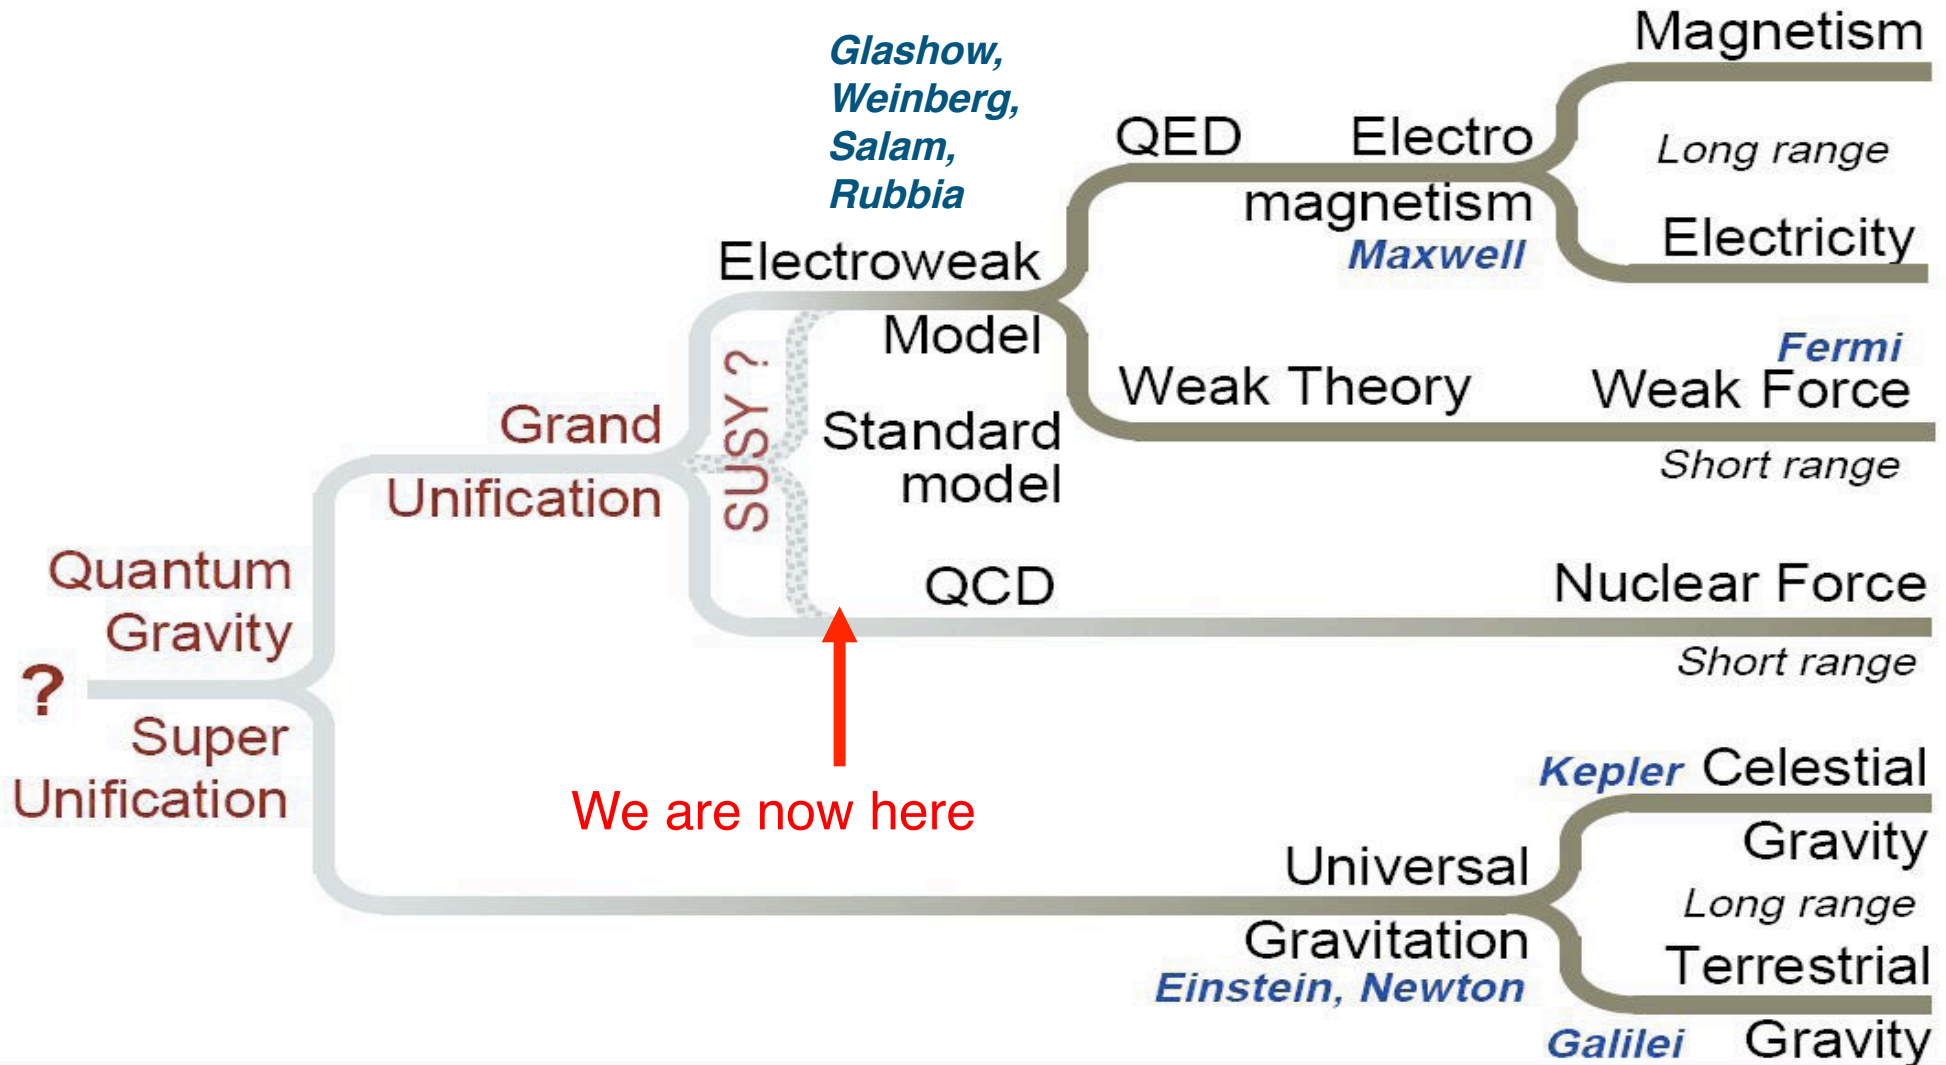 Glashow,
Weinberg,
Salam,
Rubbia
Magnetism
QED
Electro
magnetism
Maxwell
Long range
Electricity
Electroweak
Model
Fermi
Weak Theory
Weak Force
Short range
SUSY ?
Standard
model
Grand
Unification
QCD
Nuclear Force
Short range
Quantum
Gravity
?
Super
Unification
We are now here
Kepler Celestial
Gravity
Universal
Gravitation
Einstein, Newton
Long range
Terrestrial
Galilei Gravity